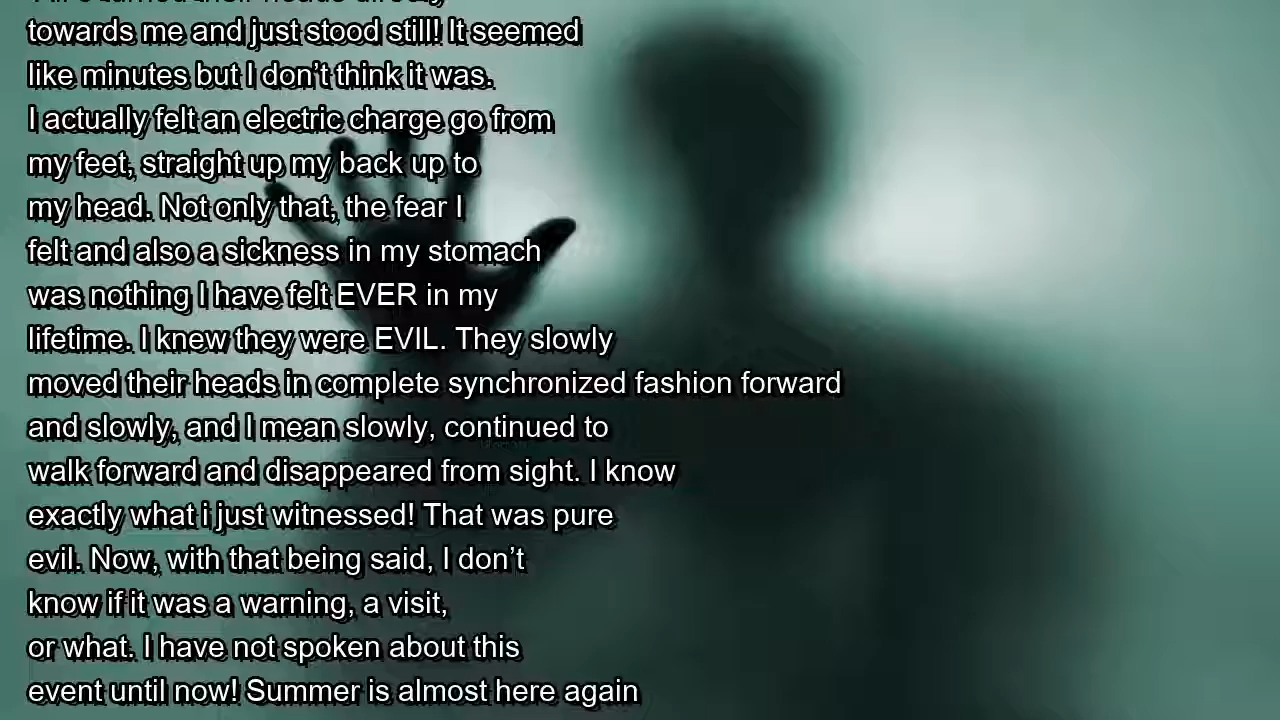 turned their heads directly
towards me and just stood still! It seemed
like minutes but I don’t think it was.
I actually felt an electric charge go from
my feet, straight up my back up to
my head. Not only that, the fear I
felt and also a sickness in my stomach
was nothing I have felt EVER in my
lifetime. I knew they were EVIL. They slowly
moved their heads in complete synchronized fashion forward
and slowly, and I mean slowly, continued to
walk forward and disappeared from sight. I know
exactly what i just witnessed! That was pure
evil. Now, with that being said, I don’t
know if it was a warning, a visit,
or what. I have not spoken about this
event until now! Summer is almost here again